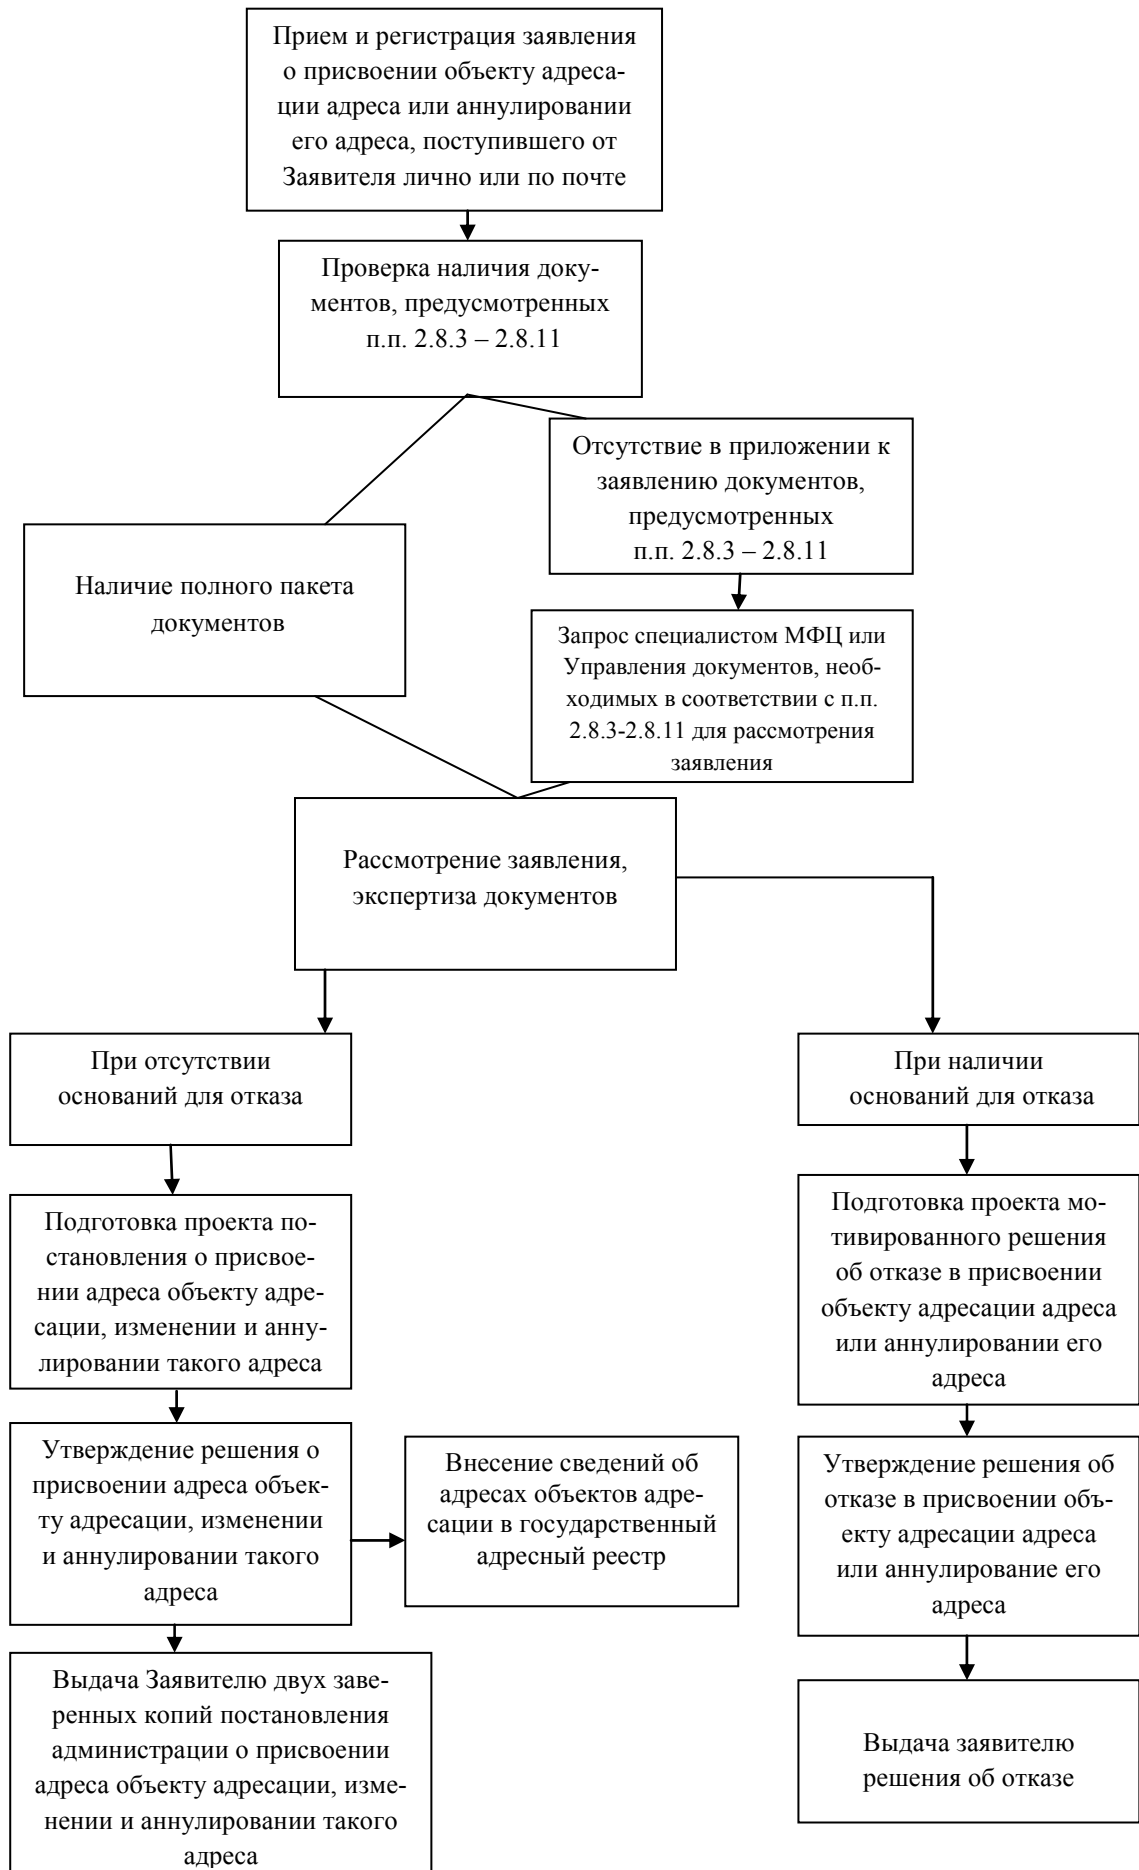 Прием и регистрация заявления
о присвоении объекту адреса-
ции адреса или аннулировании
его адреса, поступившего от
Заявителя лично или по почте
Проверка наличия доку-
ментов, предусмотренных
п.п. 2.8.3 – 2.8.11
Отсутствие в приложении к
заявлению документов,
предусмотренных
п.п. 2.8.3 – 2.8.11
Наличие полного пакета
документов
Запрос специалистом МФЦ или
Управления документов, необ-
ходимых в соответствии с п.п.
2.8.3-2.8.11 для рассмотрения
заявления
Рассмотрение заявления,
экспертиза документов
При отсутствии
оснований для отказа
При наличии
оснований для отказа
Подготовка проекта по-
становления о присвое-
нии адреса объекту адре-
сации, изменении и анну-
лировании такого адреса
Подготовка проекта мо-
тивированного решения
об отказе в присвоении
объекту адресации адреса
или аннулировании его
адреса
Утверждение решения о
присвоении адреса объек-
ту адресации, изменении
и аннулировании такого
адреса
Внесение сведений об
адресах объектов адре-
сации в государственный
адресный реестр
Утверждение решения об
отказе в присвоении объ-
екту адресации адреса
или аннулирование его
адреса
Выдача Заявителю двух заве-
ренных копий постановления
администрации о присвоении
адреса объекту адресации, изме-
нении и аннулировании такого
адреса
Выдача заявителю
решения об отказе